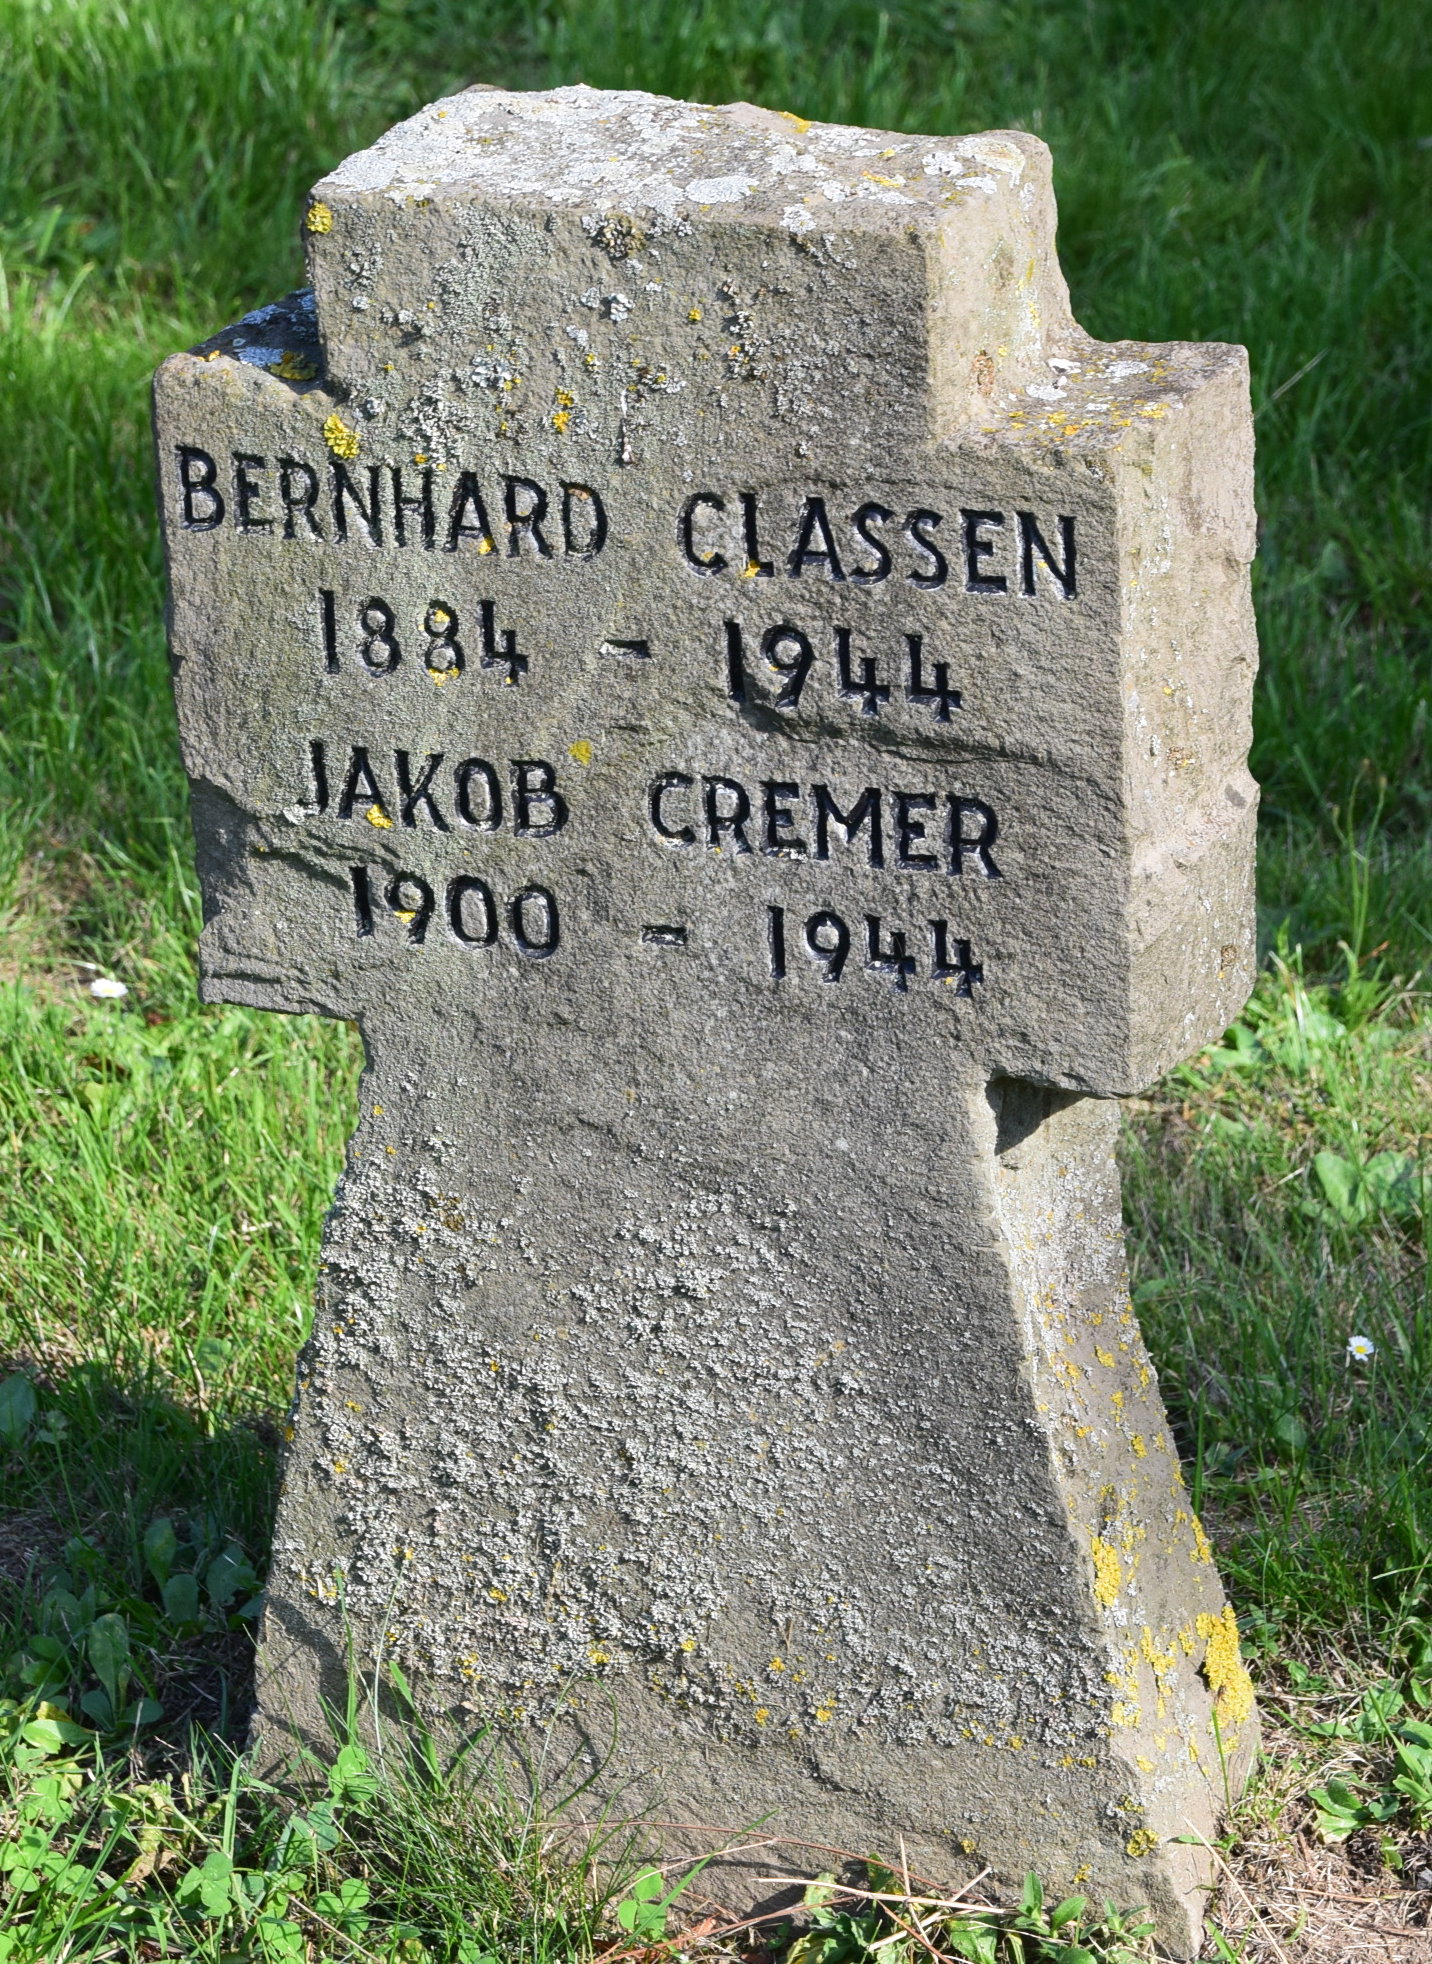 BERNHARD CLASSEN
1884 - 1944
JAKOB CREMER
1900 - 1944